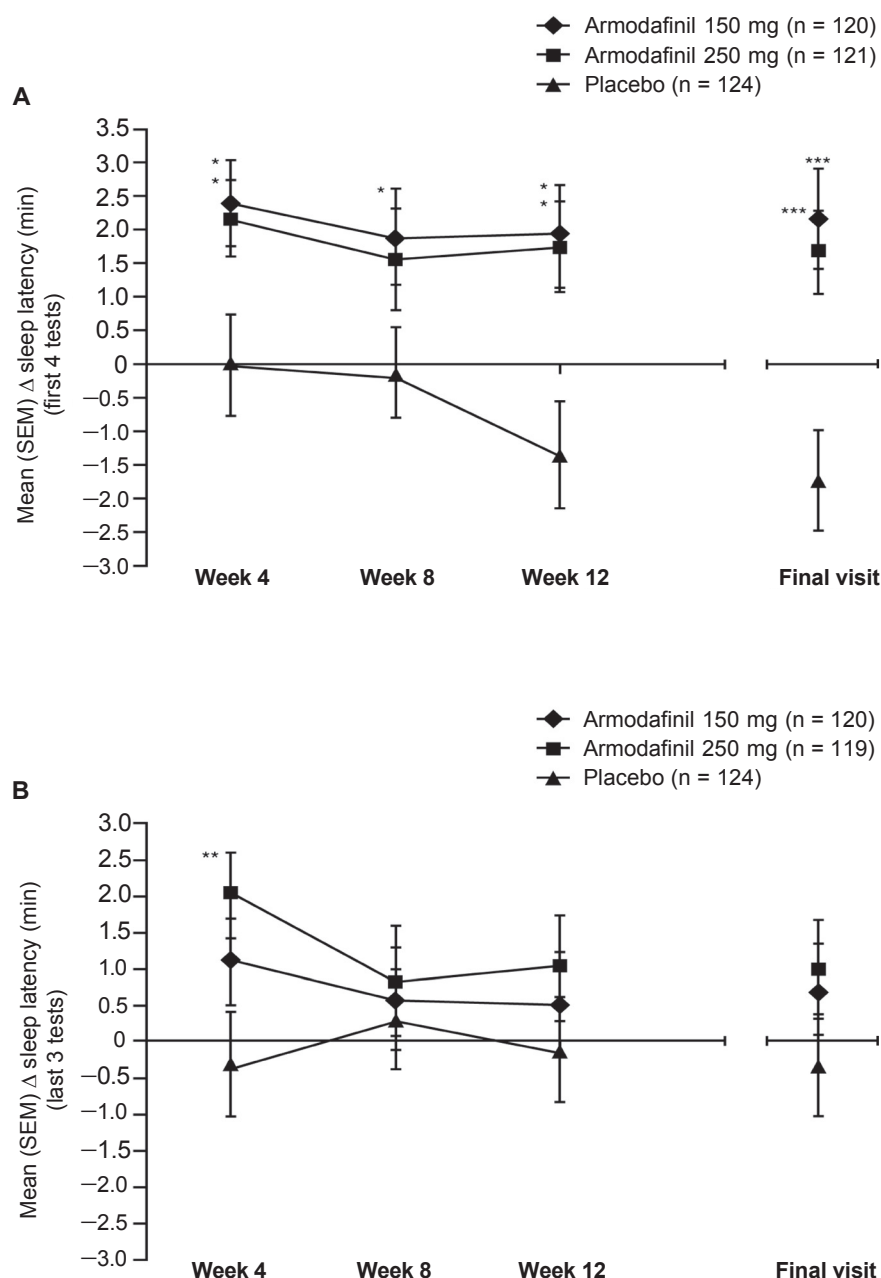 Armodafinil 150 mg (n = 120)
Armodafinil 250 mg (n = 121)
Placebo (n = 124)
A
Mean (SEM) Δ sleep latency (min)
(first 4 tests)
3.5
3.0
2.5
2.0
1.5
1.0
0.5
0
−0.5
−1.0
−1.5
−2.0
−2.5
−3.0
*
*
*
*
*
***
***
Week 4 Week 8 Week 12 Final visit
Armodafinil 150 mg (n = 120)
Armodafinil 250 mg (n = 119)
Placebo (n = 124)
B
Mean (SEM) Δ sleep latency (min)
(last 3 tests)
3.0
2.5
2.0
1.5
1.0
0.5
0
−0.5
−1.0
−1.5
−2.0
−2.5
−3.0
**
Week 4 Week 8 Week 12 Final visit